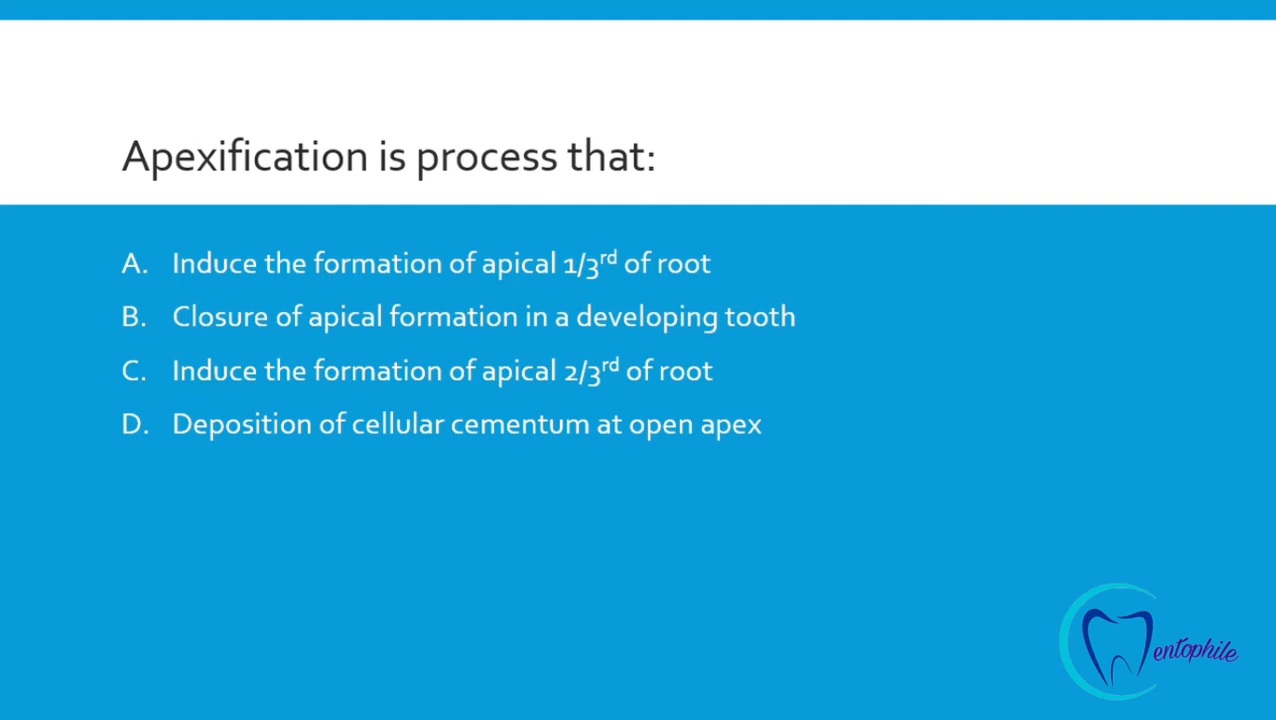 Apexification is process that:
A. Induce the formation of apical 1/3rd of root
B. Closure of apical formation in a developing tooth
C. Induce the formation of apical 2/3rd of root
D. Deposition of cellular cementum at open apex
entophile